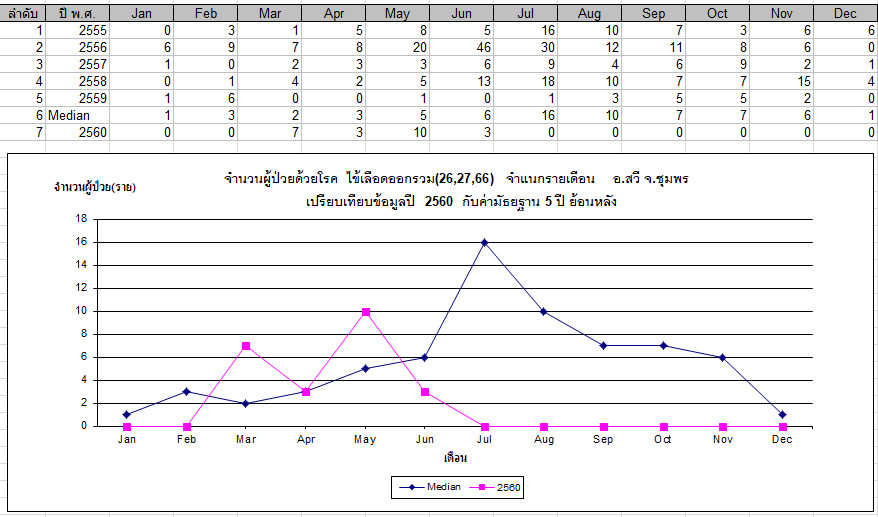 ลำดับ ปี พ.ศ. Jan Feb Mar Apr May Jun Jul Aug Sep Oct Nov Dec
1 2555 0 3 1 5 8 5 16 10 7 3 6 6
2 2556 6 9 7 8 20 46 30 12 11 8 6 0
3 2557 1 0 2 3 3 6 9 4 6 9 2 1
4 2558 0 1 4 2 5 13 18 10 7 7 15 4
5 2559 1 6 0 0 1 0 1 3 5 5 2 0
6 Median 1 3 2 3 5 6 16 10 7 7 6 1
7 2560 0 0 7 3 10 3 0 0 0 0 0 0
จำนวนผู้ป่วยด้วยโรค ไข้เลือดออกรวม(26,27,66) จำแนกรายเดือน อ.สวี จ.ชุมพร
จำนวนผู้ป่วย(ราย)
เปรียบเทียบข้อมูลปี 2560 กับค่ามัธยฐาน 5 ปี ย้อนหลัง
18
16
14
12
10
8
6
4
2
0
Jan Feb Mar Apr May Jun Jul Aug Sep Oct Nov Dec
เดือน
Median 2560